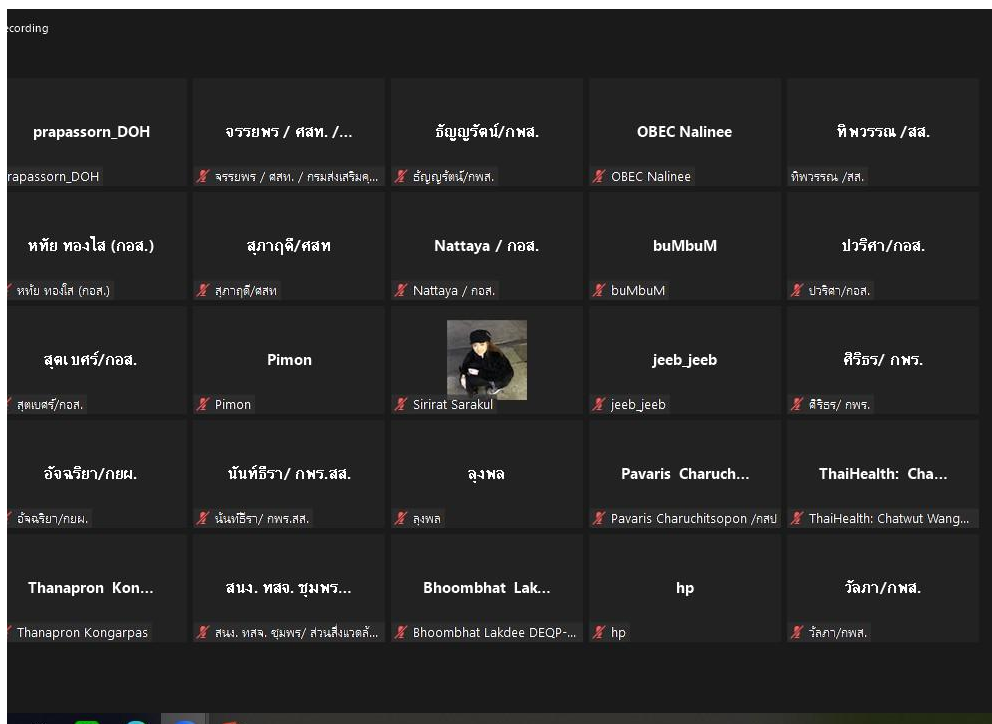 ecording
prapassorn_DOH
จรรยพร / ศสท. /...
ธัญญรัตน์/กพส.
OBEC Nalinee
ทิพวรรณ /สส.
rapassorn_DOH
จรรยพร / ศสท. / กรมส่งเสริมคุ...
ธัญญรัตน์/กพส.
OBEC Nalinee
ทิพวรรณ /สส.
หทัย ทองใส (กอส.)
สุภาฤดี/ศสท
Nattaya / กอส.
buMbuM
ปวริศา/กอส.
หทัย ทองใส (กอส.)
สุภาฤดี/ศสท
Nattaya / กอส.
buMbuM
ปวริศา/กอส.
สุตเบศร์/กอส.
Pimon
jeeb_jeeb
ศิริธร/ กพร.
สุตเบศร์/กอส.
Pimon
Sirirat Sarakul
jeeb_jeeb
ศิริธร/ กพร.
อัจฉริยา/กยผ.
นันท์ธีรา/ กพร.สส.
ลุงพล
Pavaris Charuch...
ThaiHealth: Cha...
อัจฉริยา/กยผ.
นันท์ธีรา/ กพร.สส.
ลุงพล
Pavaris Charuchitsopon /กสป
ThaiHealth: Chatwut Wang...
Thanapron Kon...
สนง. ทสจ. ชุมพร...
Bhoombhat Lak...
hp
วัลภา/กพส.
Thanapron Kongarpas
สนง. ทสจ. ชุมพร/ ส่วนสิ่งแวดล้...
Bhoombhat Lakdee DEQP-...
hp
วัลภา/กพส.